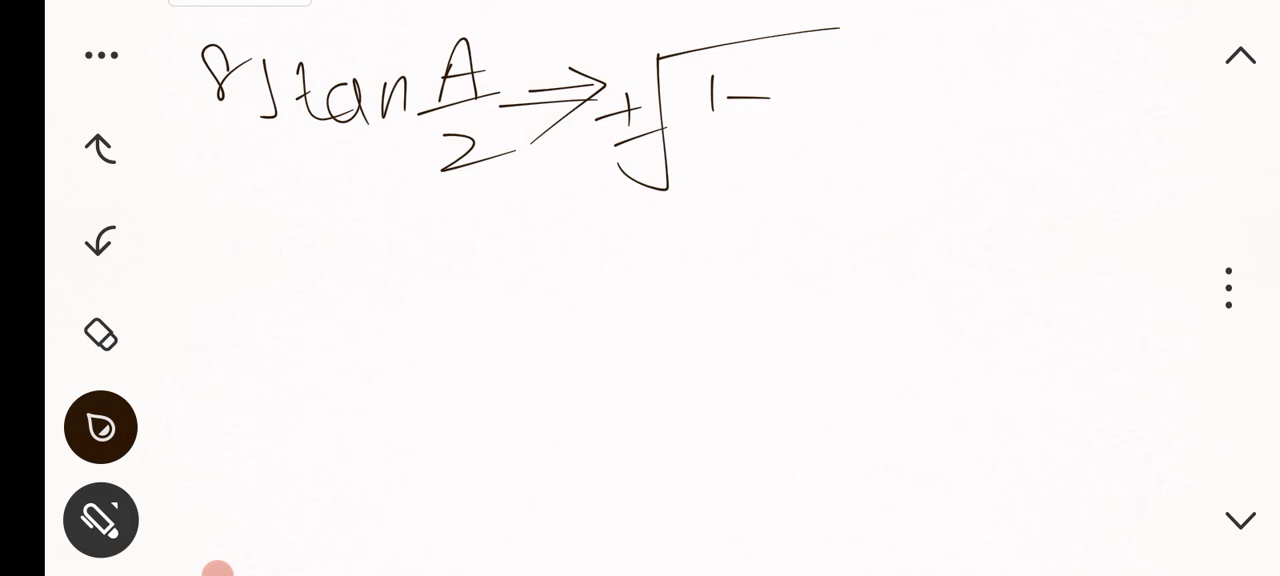 8] tan A/2 ⇒ ±√1-